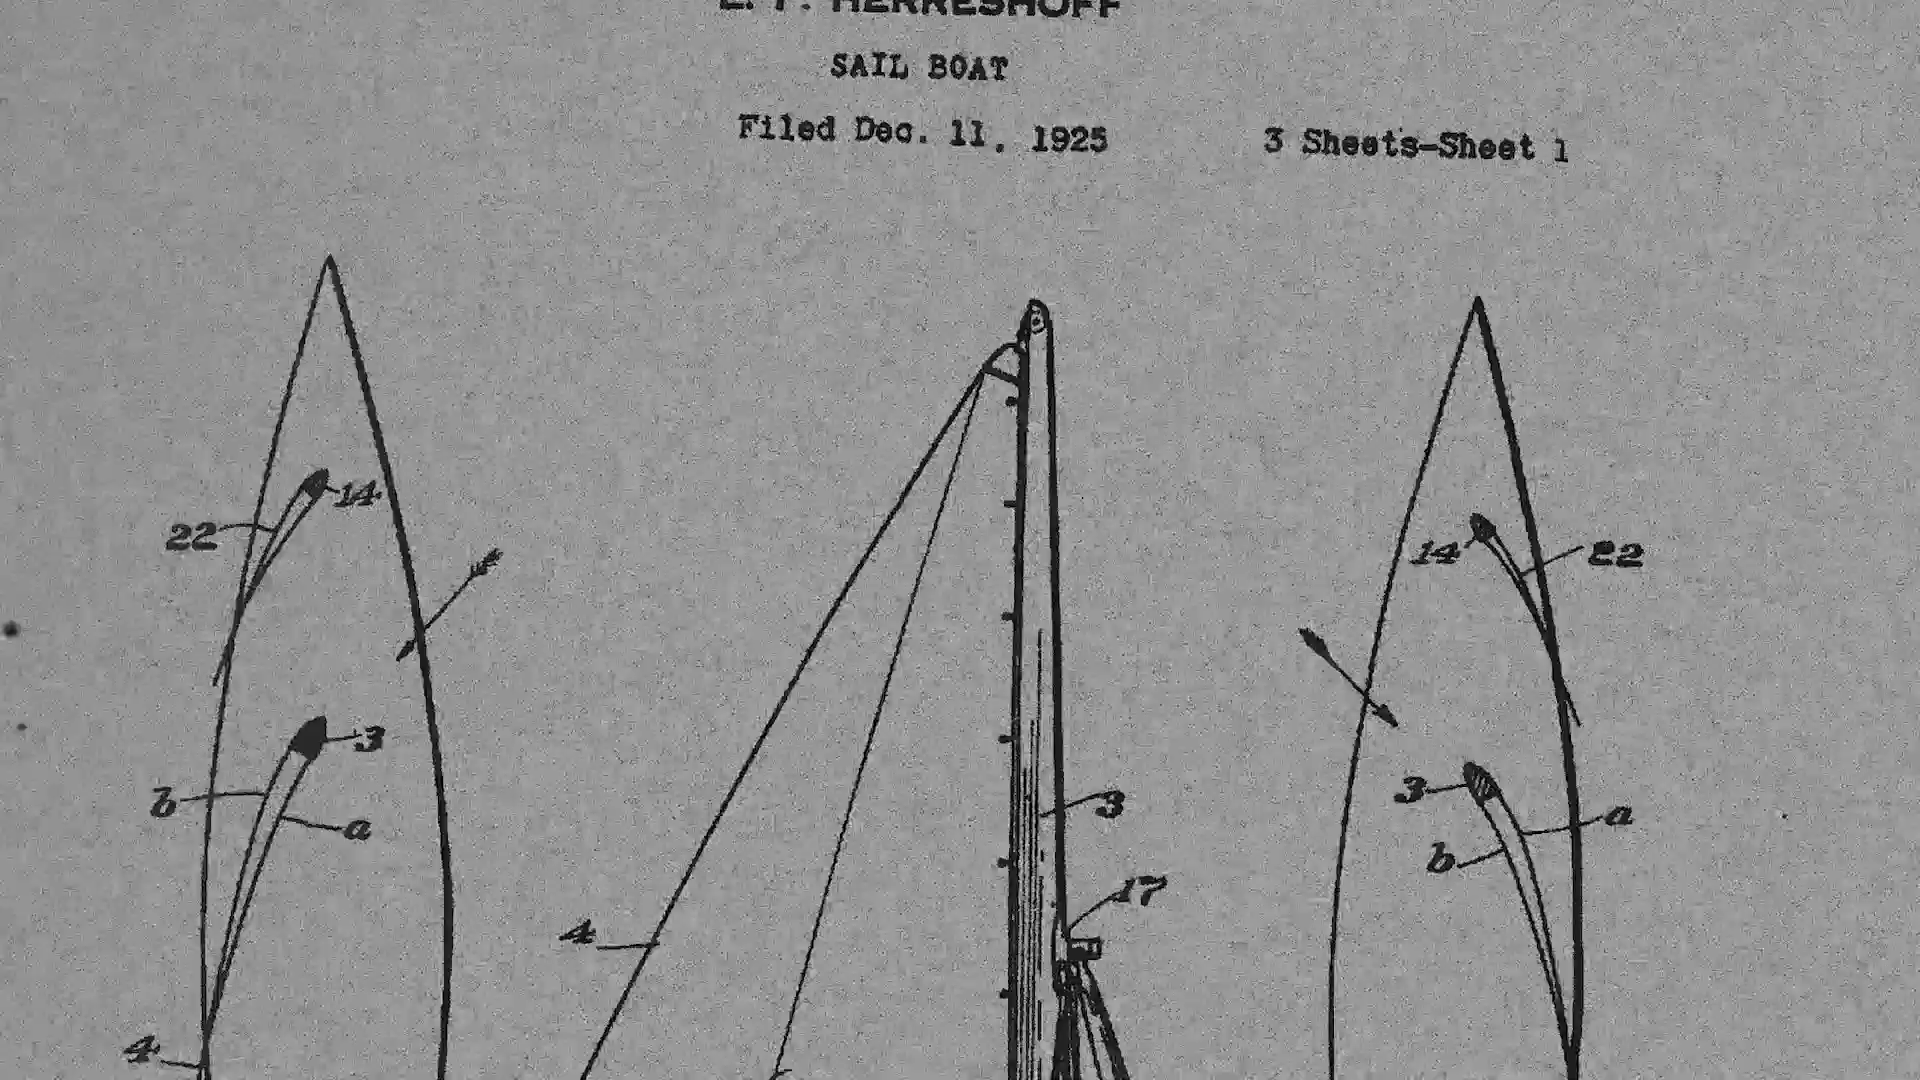 L. F. HERRESHOFF
SAIL BOAT
Filed Dec. 11, 1925
3 Sheets-Sheet 1
14
22
14
22
3
b
a
3
3
a
b
17
4
4